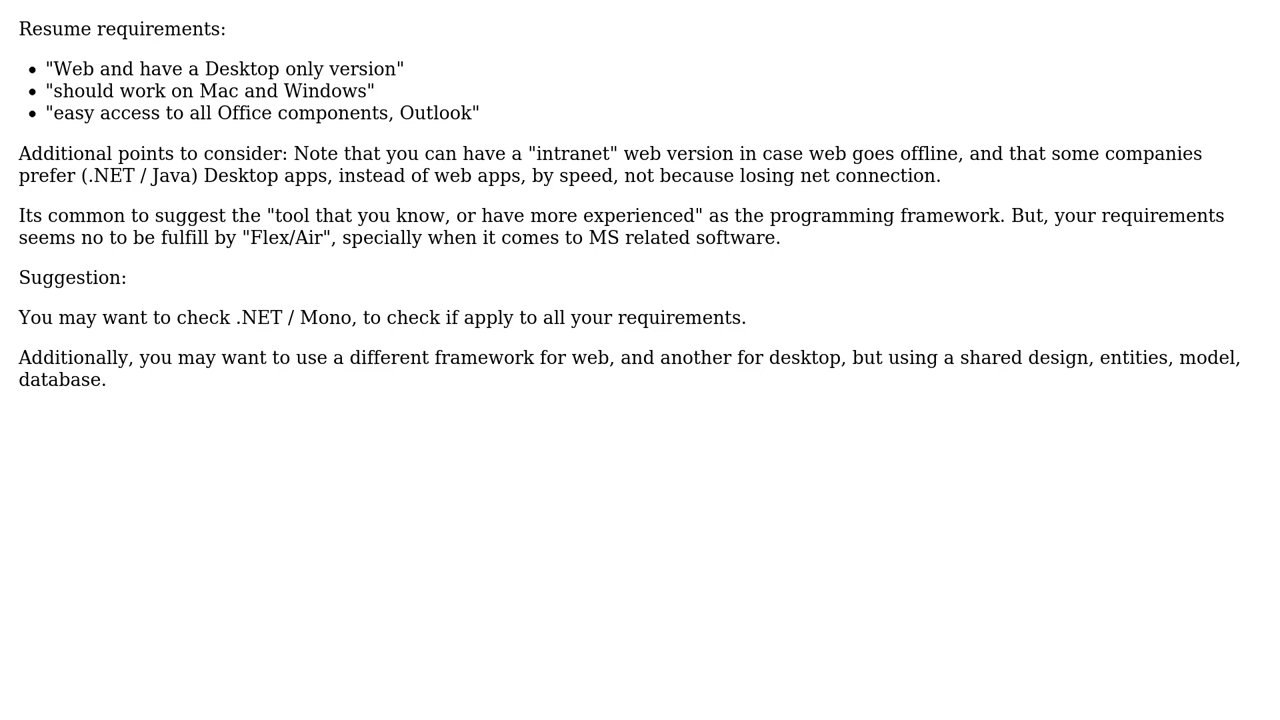 Resume requirements:
• "Web and have a Desktop only version"
• "should work on Mac and Windows"
• "easy access to all Office components, Outlook"
Additional points to consider: Note that you can have a "intranet" web version in case web goes offline, and that some companies
prefer (.NET / Java) Desktop apps, instead of web apps, by speed, not because losing net connection.
Its common to suggest the "tool that you know, or have more experienced" as the programming framework. But, your requirements
seems no to be fulfill by "Flex/Air", specially when it comes to MS related software.
Suggestion:
You may want to check .NET / Mono, to check if apply to all your requirements.
Additionally, you may want to use a different framework for web, and another for desktop, but using a shared design, entities, model,
database.